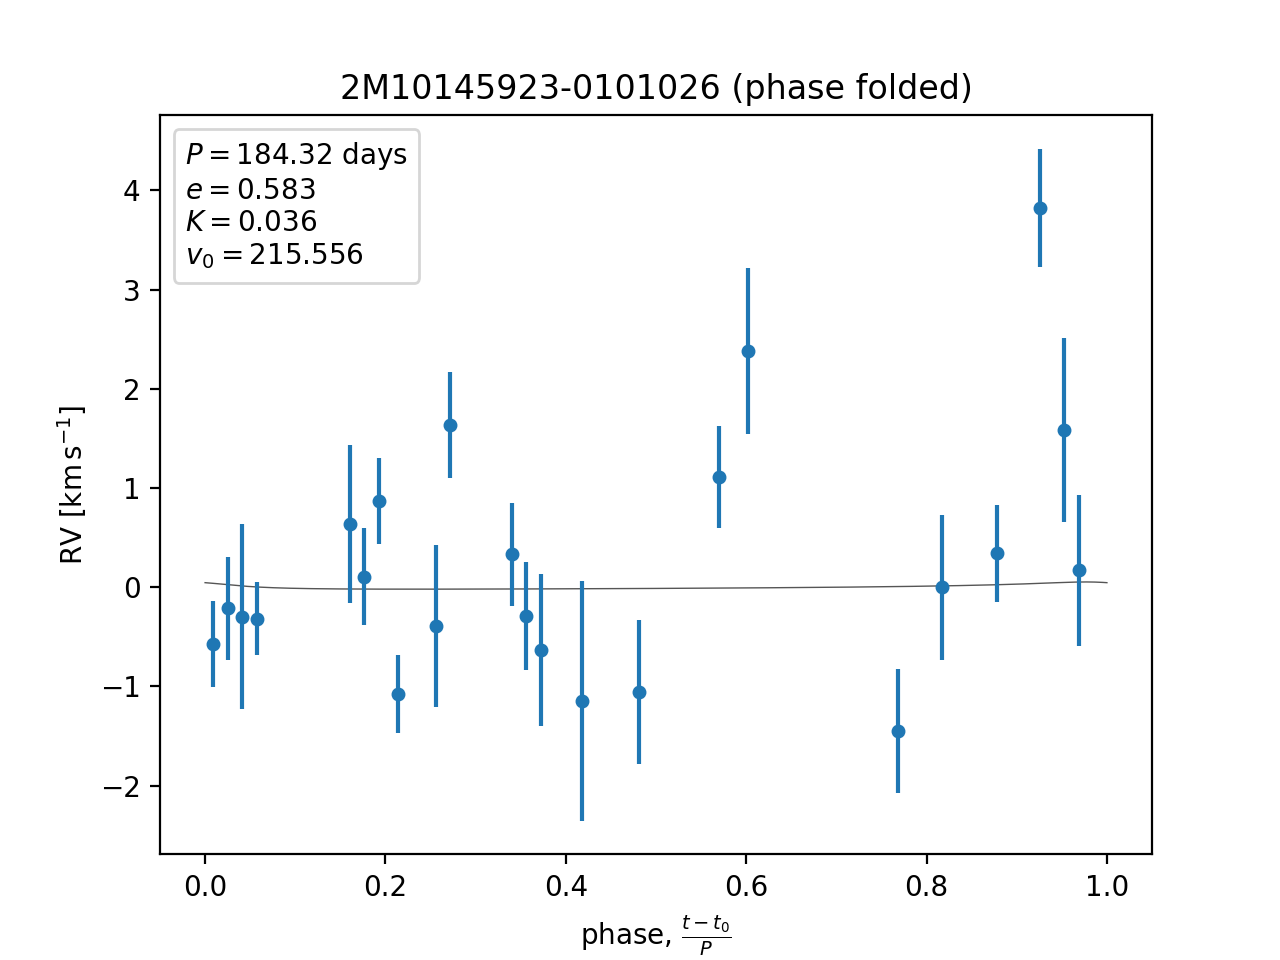 2M10145923-0101026 (phase folded)
P = 184.32 days
e = 0.583
K = 0.036
v₀ = 215.556
4
3
2
1
0
−1
−2
RV [km s⁻¹]
0.0 0.2 0.4 0.6 0.8 1.0
phase, (t − t₀)/P